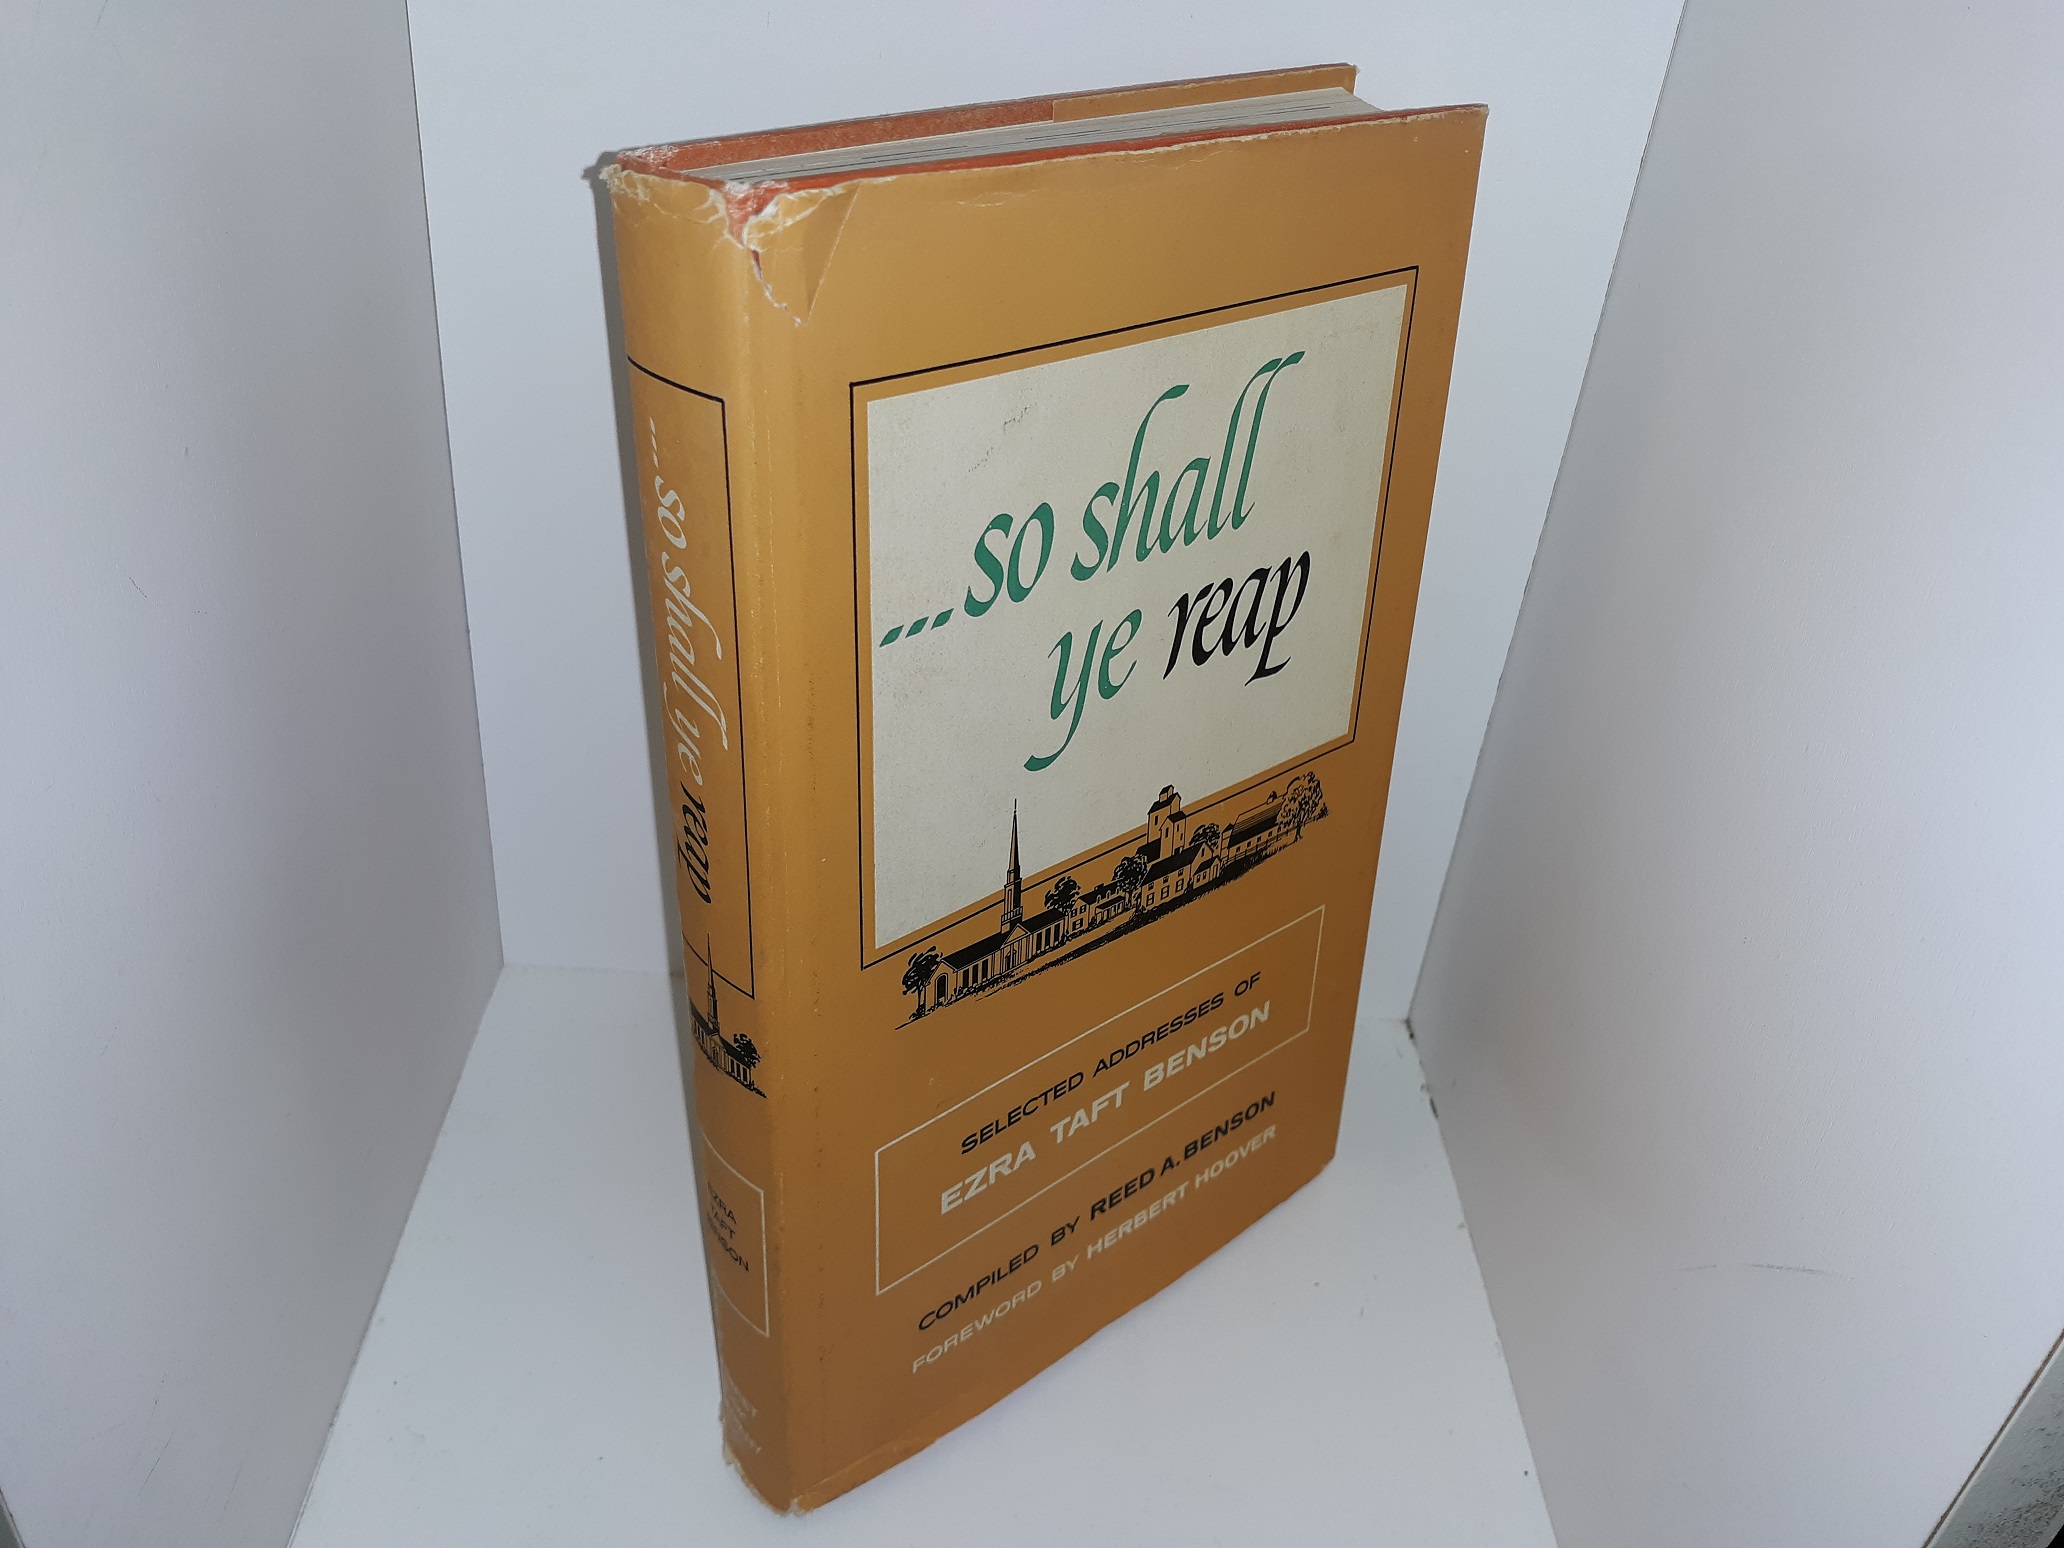 ...so shall
ye reap
SELECTED ADDRESSES OF
EZRA TAFT BENSON
COMPILED BY REED A. BENSON
FOREWORD BY HERBERT HOOVER
...so shall ye reap
EZRA
TAFT
BENSON